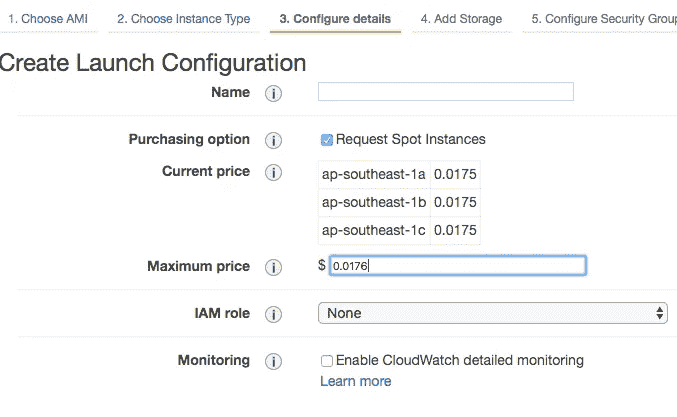 1. Choose AMI 2. Choose Instance Type 3. Configure details 4. Add Storage 5. Configure Security Group
Create Launch Configuration
Name i
Purchasing option i Request Spot Instances
Current price i ap-southeast-1a 0.0175
ap-southeast-1b 0.0175
ap-southeast-1c 0.0175
Maximum price i $ 0.0176
IAM role i None
Monitoring i Enable CloudWatch detailed monitoring
Learn more